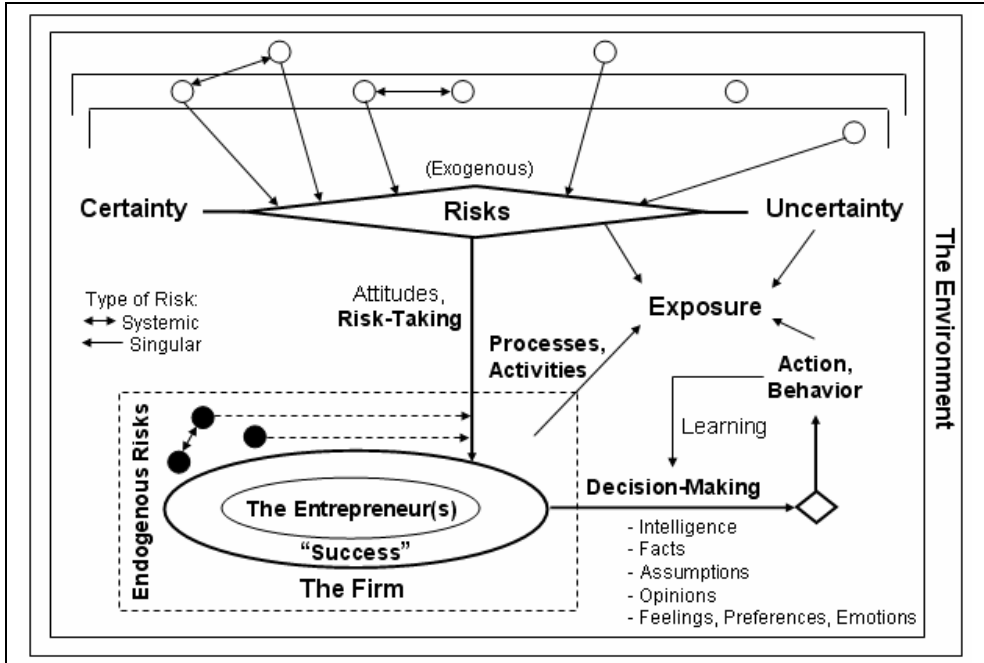 (Exogenous)
Certainty
Risks
Uncertainty
The Environment
Type of Risk:
Systemic
Singular
Attitudes,
Risk-Taking
Exposure
Processes,
Activities
Action,
Behavior
Learning
Endogenous Risks
The Entrepreneur(s)
“Success”
The Firm
Decision-Making
- Intelligence
- Facts
- Assumptions
- Opinions
- Feelings, Preferences, Emotions